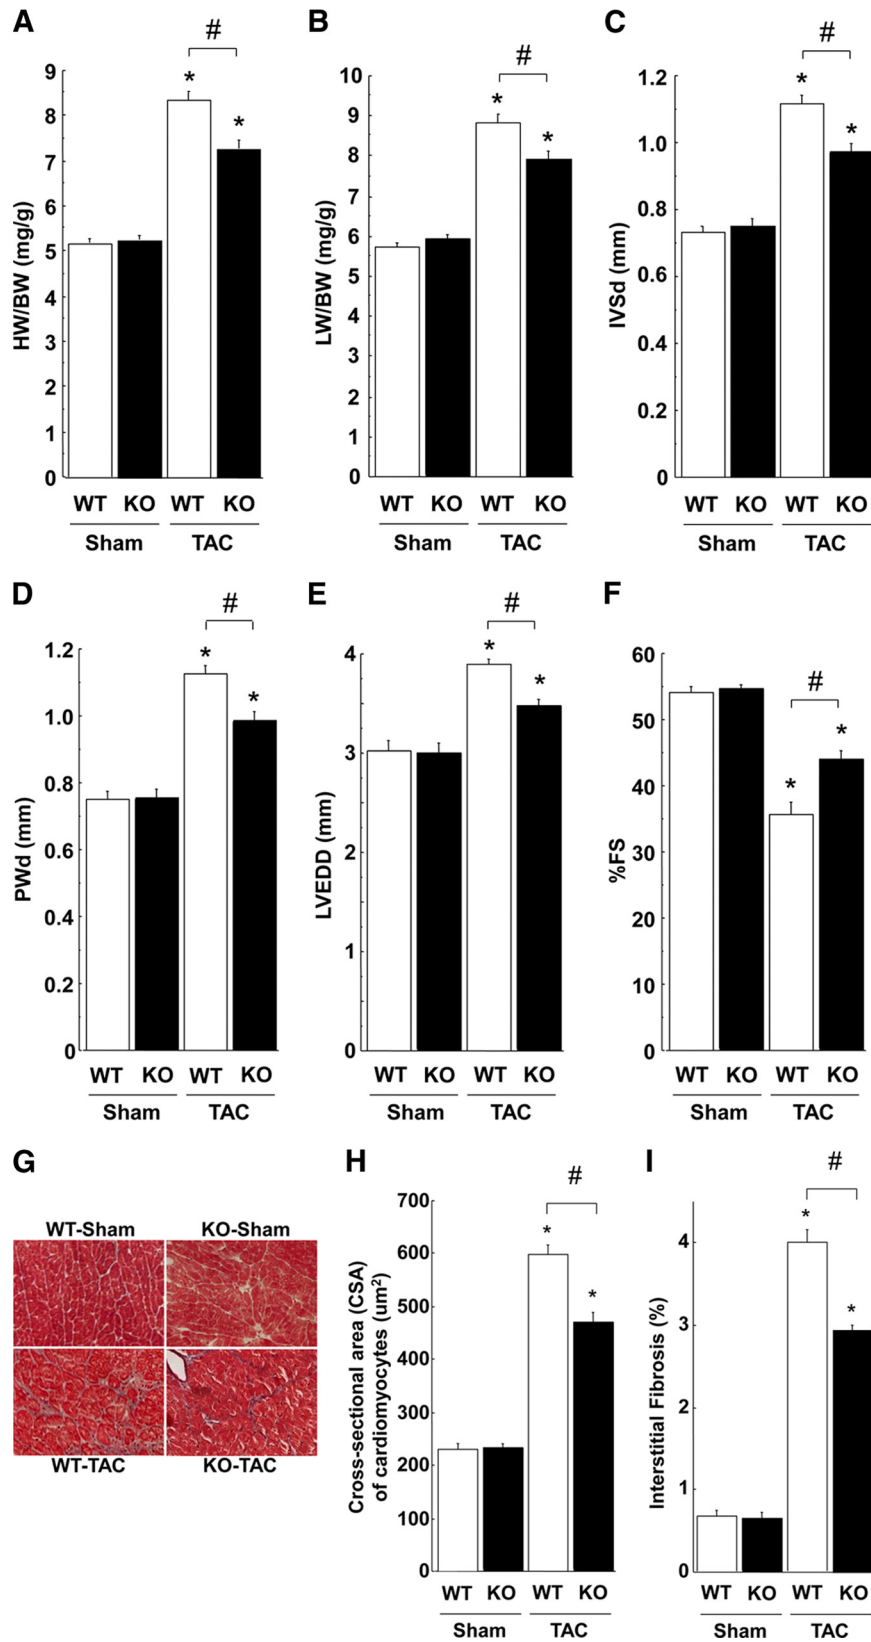 A
#
HW/BW (mg/g)
9
8
7
6
5
4
3
2
1
0
*
*
WT KO WT KO
Sham TAC
B
#
LW/BW (mg/g)
10
9
8
7
6
5
4
3
2
1
0
*
*
WT KO WT KO
Sham TAC
C
#
IVSd (mm)
1.2
1.0
0.8
0.6
0.4
0.2
0
*
*
WT KO WT KO
Sham TAC
D
#
PWd (mm)
1.2
1.0
0.8
0.6
0.4
0.2
0
*
*
WT KO WT KO
Sham TAC
E
#
LVEDD (mm)
4
3
2
1
0
*
*
WT KO WT KO
Sham TAC
F
#
%FS
60
50
40
30
20
10
0
*
*
WT KO WT KO
Sham TAC
G
WT-Sham KO-Sham
WT-TAC KO-TAC
H
#
Cross-sectional area (CSA)
of cardiomyocytes (um²)
700
600
500
400
300
200
100
0
*
*
WT KO WT KO
Sham TAC
I
#
Interstitial Fibrosis (%)
4
3
2
1
0
*
*
WT KO WT KO
Sham TAC